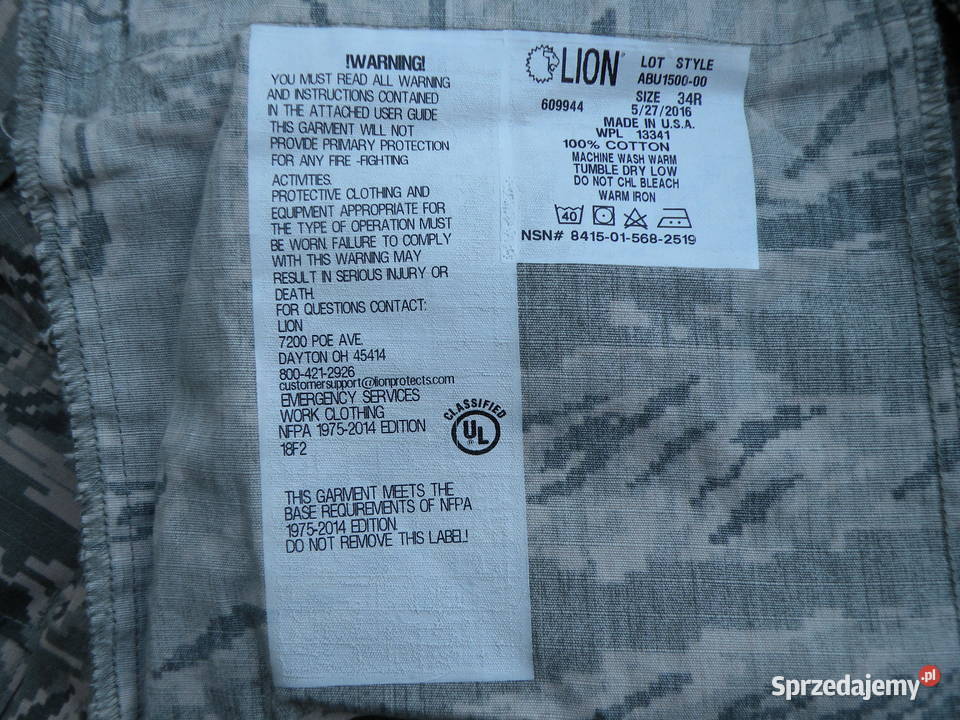 !WARNING!
YOU MUST READ ALL WARNING
AND INSTRUCTIONS CONTAINED
IN THE ATTACHED USER GUIDE
THIS GARMENT WILL NOT
PROVIDE PRIMARY PROTECTION
FOR ANY FIRE -FIGHTING
ACTIVITIES.
PROTECTIVE CLOTHING AND
EQUIPMENT APPROPRIATE FOR
THE TYPE OF OPERATION MUST
BE WORN. FAILURE TO COMPLY
WITH THIS WARNING MAY
RESULT IN SERIOUS INJURY OR
DEATH.
FOR QUESTIONS CONTACT:
LION
7200 POE AVE.
DAYTON OH 45414
800-421-2926
customersupport@lionprotects.com
EMERGENCY SERVICES
WORK CLOTHING
NFPA 1975-2014 EDITION
18F2
CLASSIFIED
UL
®
THIS GARMENT MEETS THE
BASE REQUIREMENTS OF NFPA
1975-2014 EDITION.
DO NOT REMOVE THIS LABEL!
LION®
LOT STYLE
ABU1500-00
SIZE 34R
609944 5/27/2016
MADE IN U.S.A.
WPL 13341
100% COTTON
MACHINE WASH WARM
TUMBLE DRY LOW
DO NOT CHL BLEACH
WARM IRON
40
NSN# 8415-01-568-2519
Sprzedajemy.pl